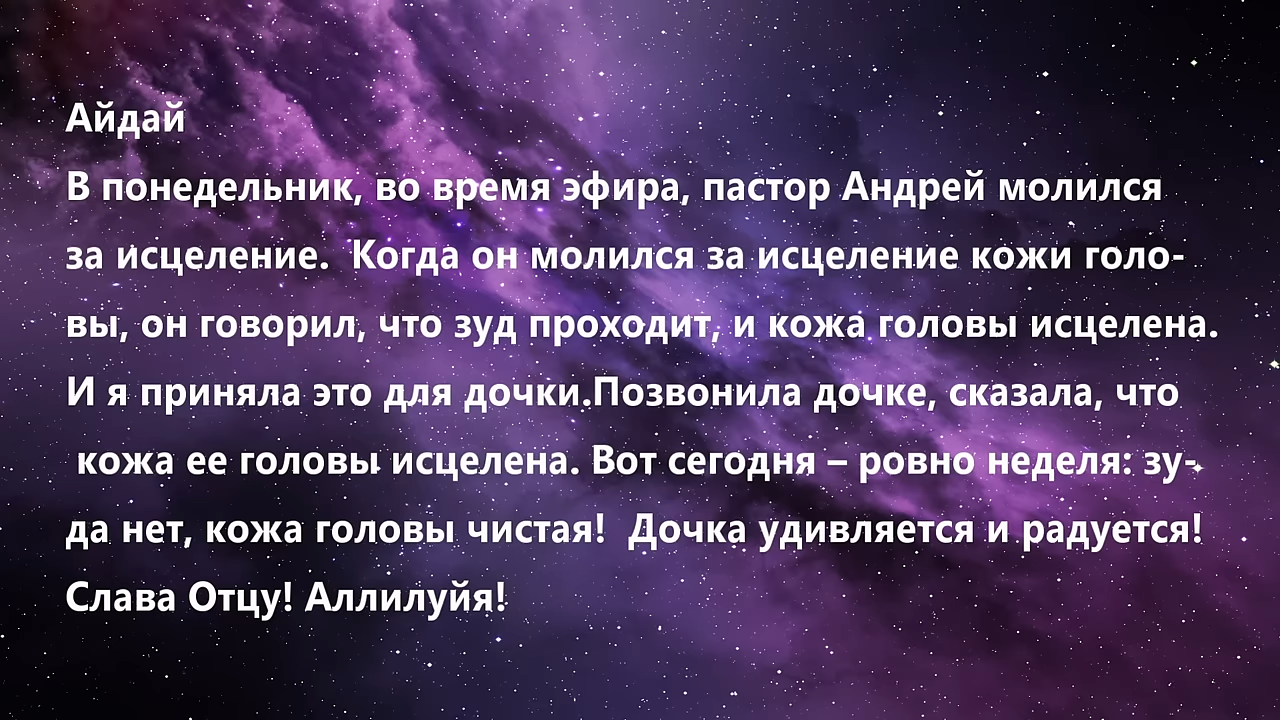 Айдай
В понедельник, во время эфира, пастор Андрей молился
за исцеление.  Когда он молился за исцеление кожи голо-
вы, он говорил, что зуд проходит, и кожа головы исцелена.
И я приняла это для дочки.Позвонила дочке, сказала, что
кожа ее головы исцелена. Вот сегодня – ровно неделя: зу-
да нет, кожа головы чистая!  Дочка удивляется и радуется!
Слава Отцу! Аллилуйя!